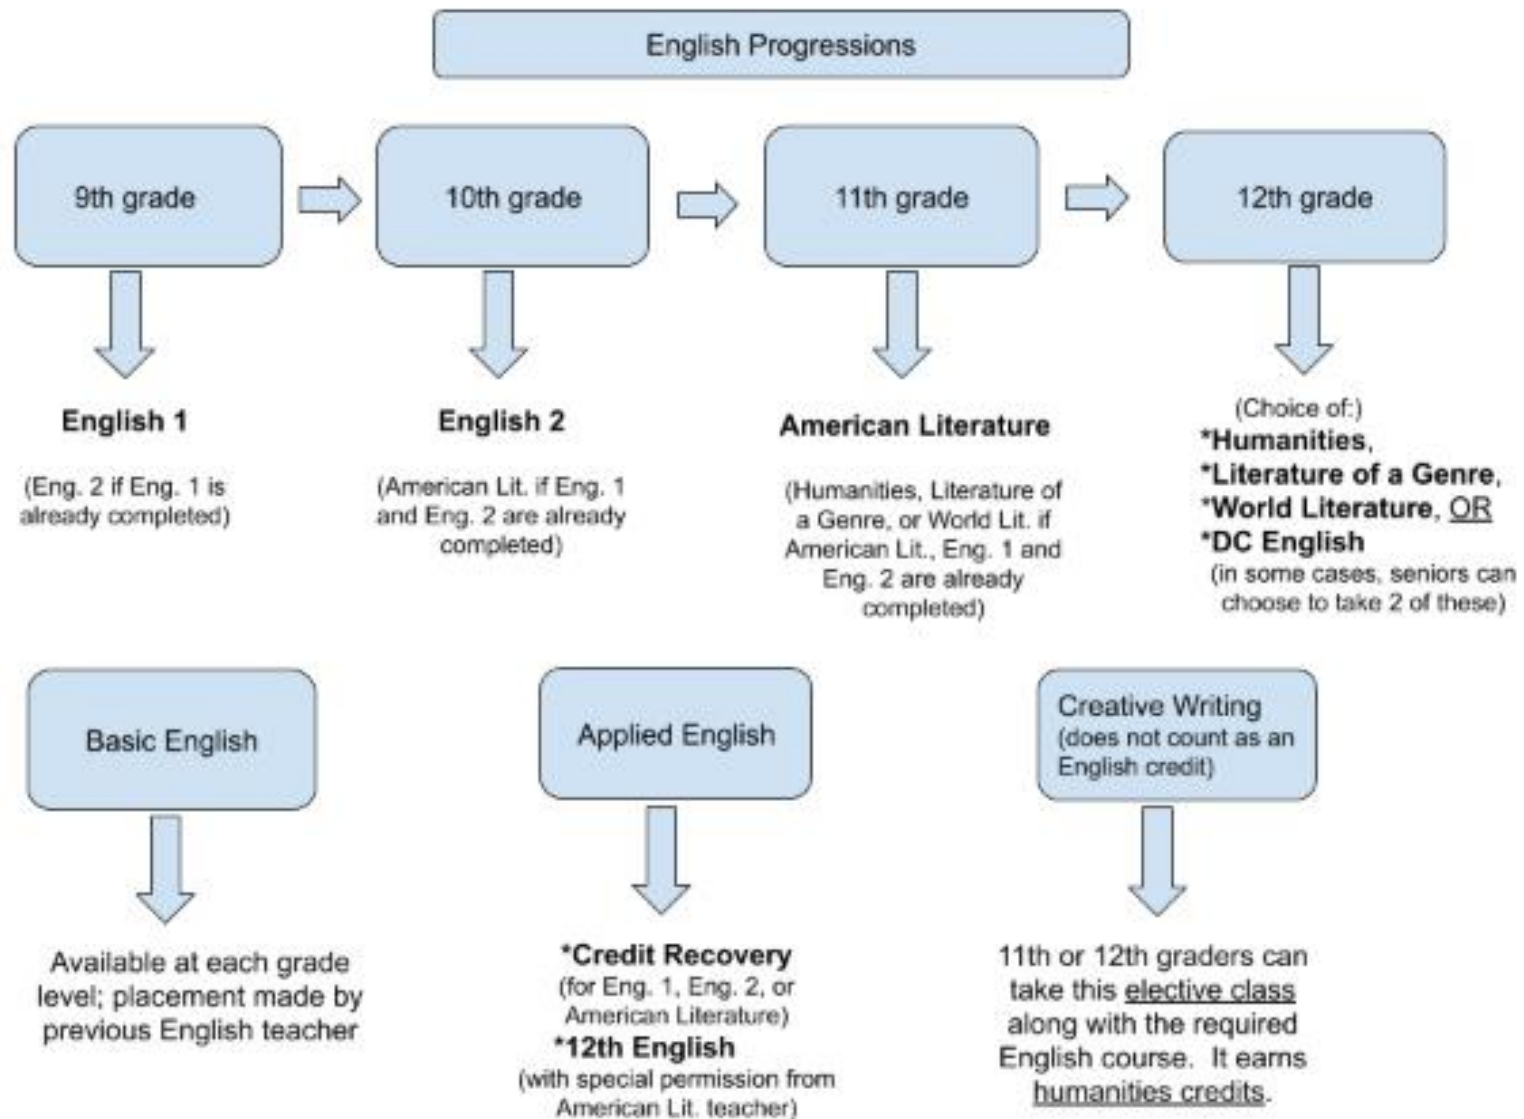 English Progressions
9th grade
10th grade
11th grade
12th grade
English 1
(Eng. 2 if Eng. 1 is
already completed)
English 2
(American Lit. if Eng. 1
and Eng. 2 are already
completed)
American Literature
(Humanities, Literature of
a Genre, or World Lit. if
American Lit., Eng. 1 and
Eng. 2 are already
completed)
(Choice of:)
*Humanities,
*Literature of a Genre,
*World Literature, OR
*DC English
(in some cases, seniors can
choose to take 2 of these)
Basic English
Available at each grade
level; placement made by
previous English teacher
Applied English
*Credit Recovery
(for Eng. 1, Eng. 2, or
American Literature)
*12th English
(with special permission from
American Lit. teacher)
Creative Writing
(does not count as an
English credit)
11th or 12th graders can
take this elective class
along with the required
English course. It earns
humanities credits.